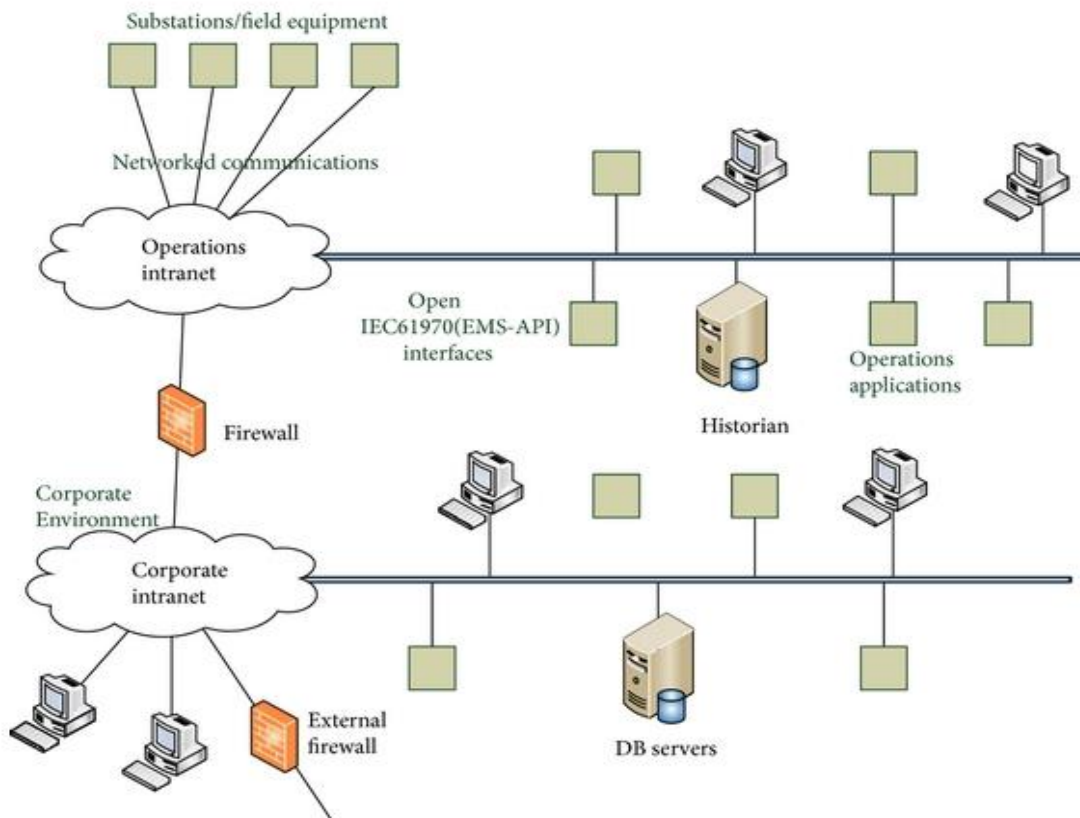 Substations/field equipment
Networked communications
Operations
intranet
Open
IEC61970(EMS-API)
interfaces
Operations
applications
Historian
Firewall
Corporate
Environment
Corporate
intranet
External
firewall
DB servers